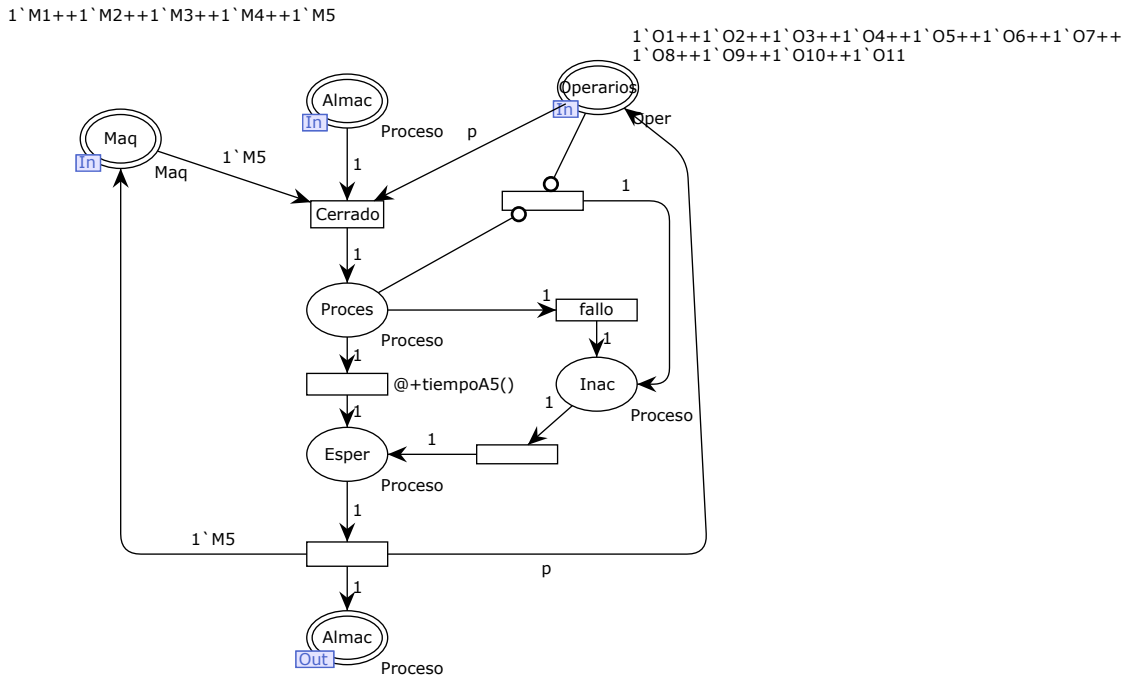 1`M1++1`M2++1`M3++1`M4++1`M5
1`O1++1`O2++1`O3++1`O4++1`O5++1`O6++1`O7++
1`O8++1`O9++1`O10++1`O11
Almac
In
Proceso
Operarios
In
Oper
Maq
In
Maq
1`M5
1
p
Cerrado
1
1
Proces
Proceso
1
fallo
1
Inac
Proceso
1
@+tiempoA5()
1
1
1
Esper
Proceso
1
1`M5
p
1
Almac
Out
Proceso